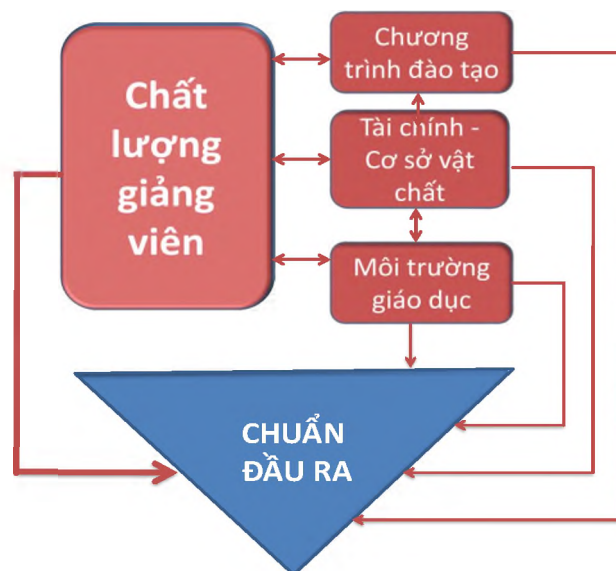 Chất
lượng
giảng
viên
Chương
trình đào tạo
Tài chính -
Cơ sở vật
chất
Môi trường
giáo dục
CHUẨN
ĐẦU RA